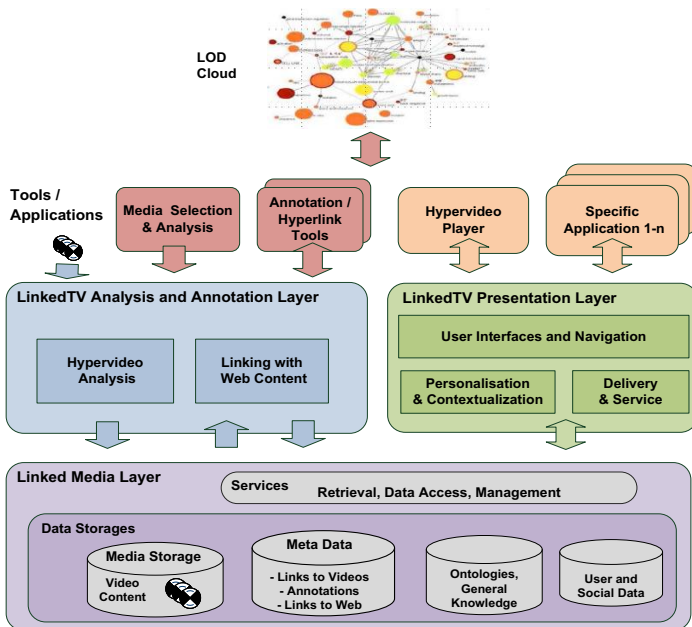 LOD
Cloud
Tools /
Applications
Media Selection
& Analysis
Annotation /
Hyperlink
Tools
Hypervideo
Player
Specific
Application 1-n
LinkedTV Analysis and Annotation Layer
Hypervideo
Analysis
Linking with
Web Content
LinkedTV Presentation Layer
User Interfaces and Navigation
Personalisation
& Contextualization
Delivery
& Service
Linked Media Layer
Services
Retrieval, Data Access, Management
Data Storages
Media Storage
Video
Content
Meta Data
- Links to Videos
- Annotations
- Links to Web
Ontologies,
General
Knowledge
User and
Social Data